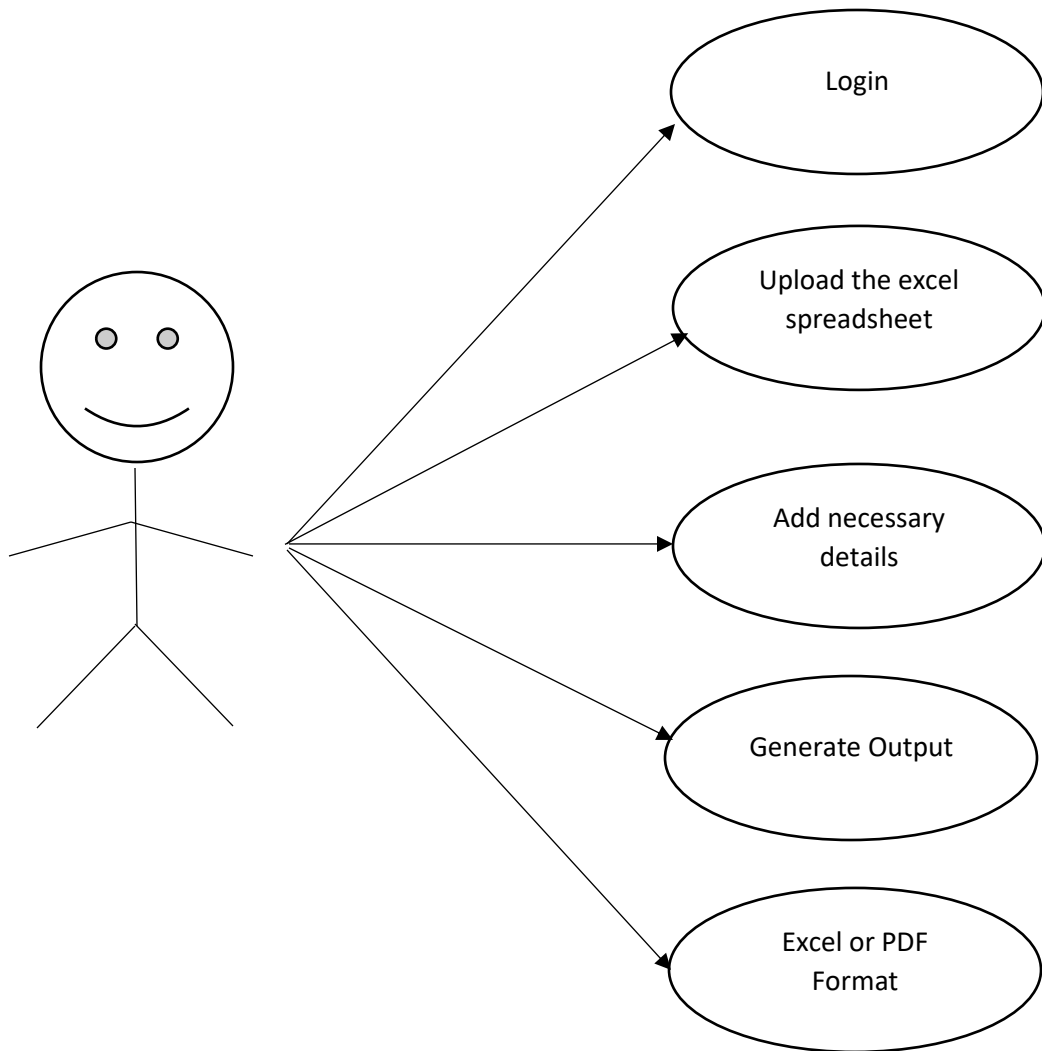 Login
Upload the excel
spreadsheet
Add necessary
details
Generate Output
Excel or PDF
Format